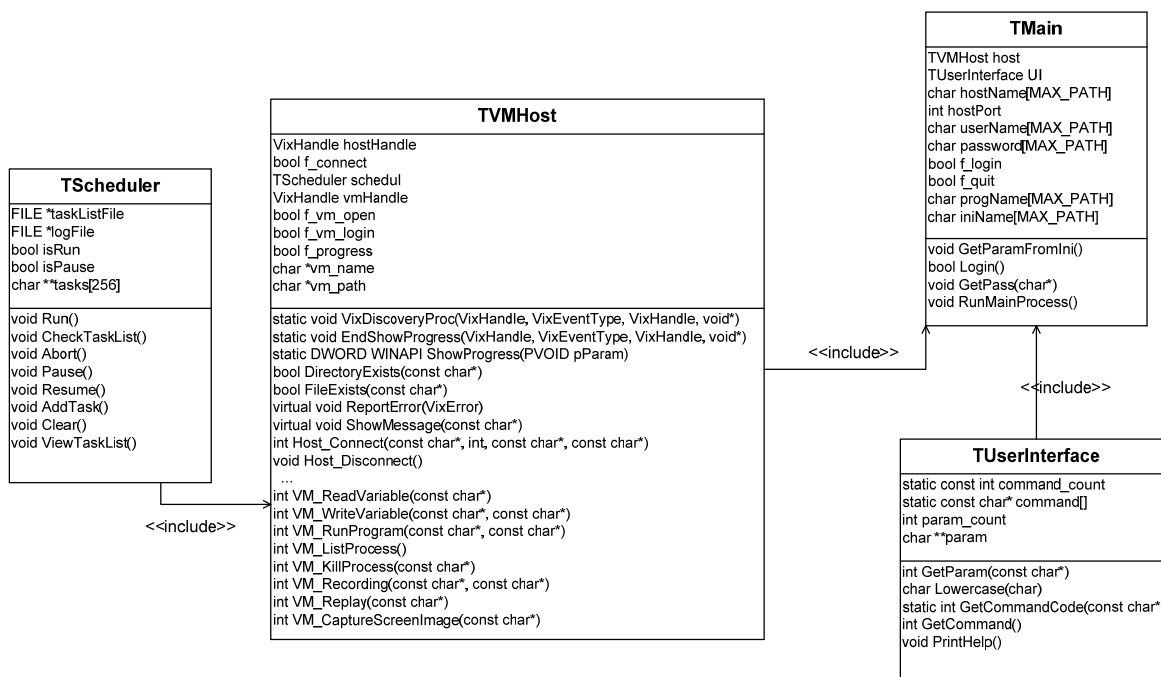 TScheduler
FILE *taskListFile
FILE *logFile
bool isRun
bool isPause
char **tasks[256]
void Run()
void CheckTaskList()
void Abort()
void Pause()
void Resume()
void AddTask()
void Clear()
void ViewTaskList()
<<include>>
TVMHost
VixHandle hostHandle
bool f_connect
TScheduler schedul
VixHandle vmHandle
bool f_vm_open
bool f_vm_login
bool f_progress
char *vm_name
char *vm_path
static void VixDiscoveryProc(VixHandle, VixEventType, VixHandle, void*)
static void EndShowProgress(VixHandle, VixEventType, VixHandle, void*)
static DWORD WINAPI ShowProgress(PVOID pParam)
bool DirectoryExists(const char*)
bool FileExists(const char*)
virtual void ReportError(VixError)
virtual void ShowMessage(const char*)
int Host_Connect(const char*, int, const char*, const char*)
void Host_Disconnect()
...
int VM_ReadVariable(const char*)
int VM_WriteVariable(const char*, const char*)
int VM_RunProgram(const char*, const char*)
int VM_ListProcess()
int VM_KillProcess(const char*)
int VM_Recording(const char*, const char*)
int VM_Replay(const char*)
int VM_CaptureScreenImage(const char*)
<<include>>
TMain
TVMHost host
TUserInterface UI
char hostName[MAX_PATH]
int hostPort
char userName[MAX_PATH]
char password[MAX_PATH]
bool f_login
bool f_quit
char progName[MAX_PATH]
char iniName[MAX_PATH]
void GetParamFromIni()
bool Login()
void GetPass(char*)
void RunMainProcess()
<<include>>
TUserInterface
static const int command_count
static const char* command[]
int param_count
char **param
int GetParam(const char*)
char Lowercase(char)
static int GetCommandCode(const char*
int GetCommand()
void PrintHelp()